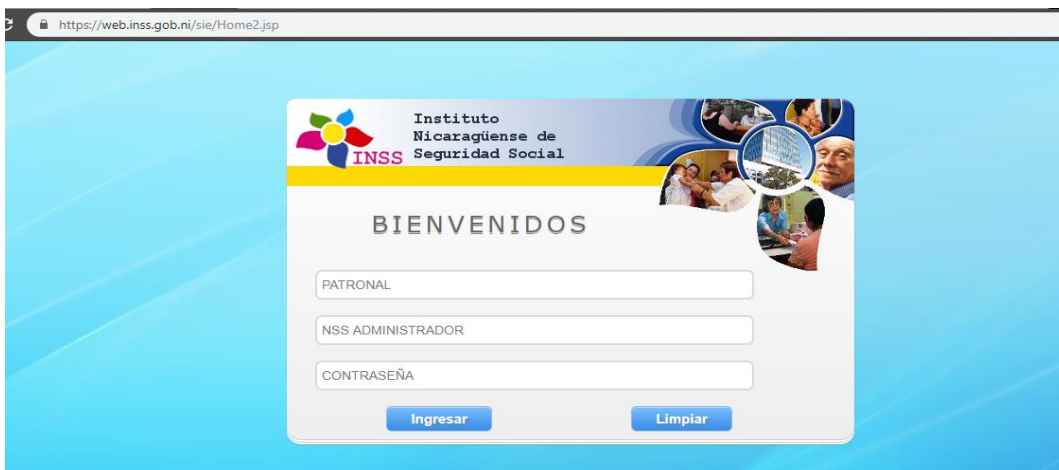 https://web.inss.gob.ni/sie/Home2.jsp
INSS
Instituto
Nicaragüense de
Seguridad Social
BIENVENIDOS
PATRONAL
NSS ADMINISTRADOR
CONTRASEÑA
Ingresar Limpiar